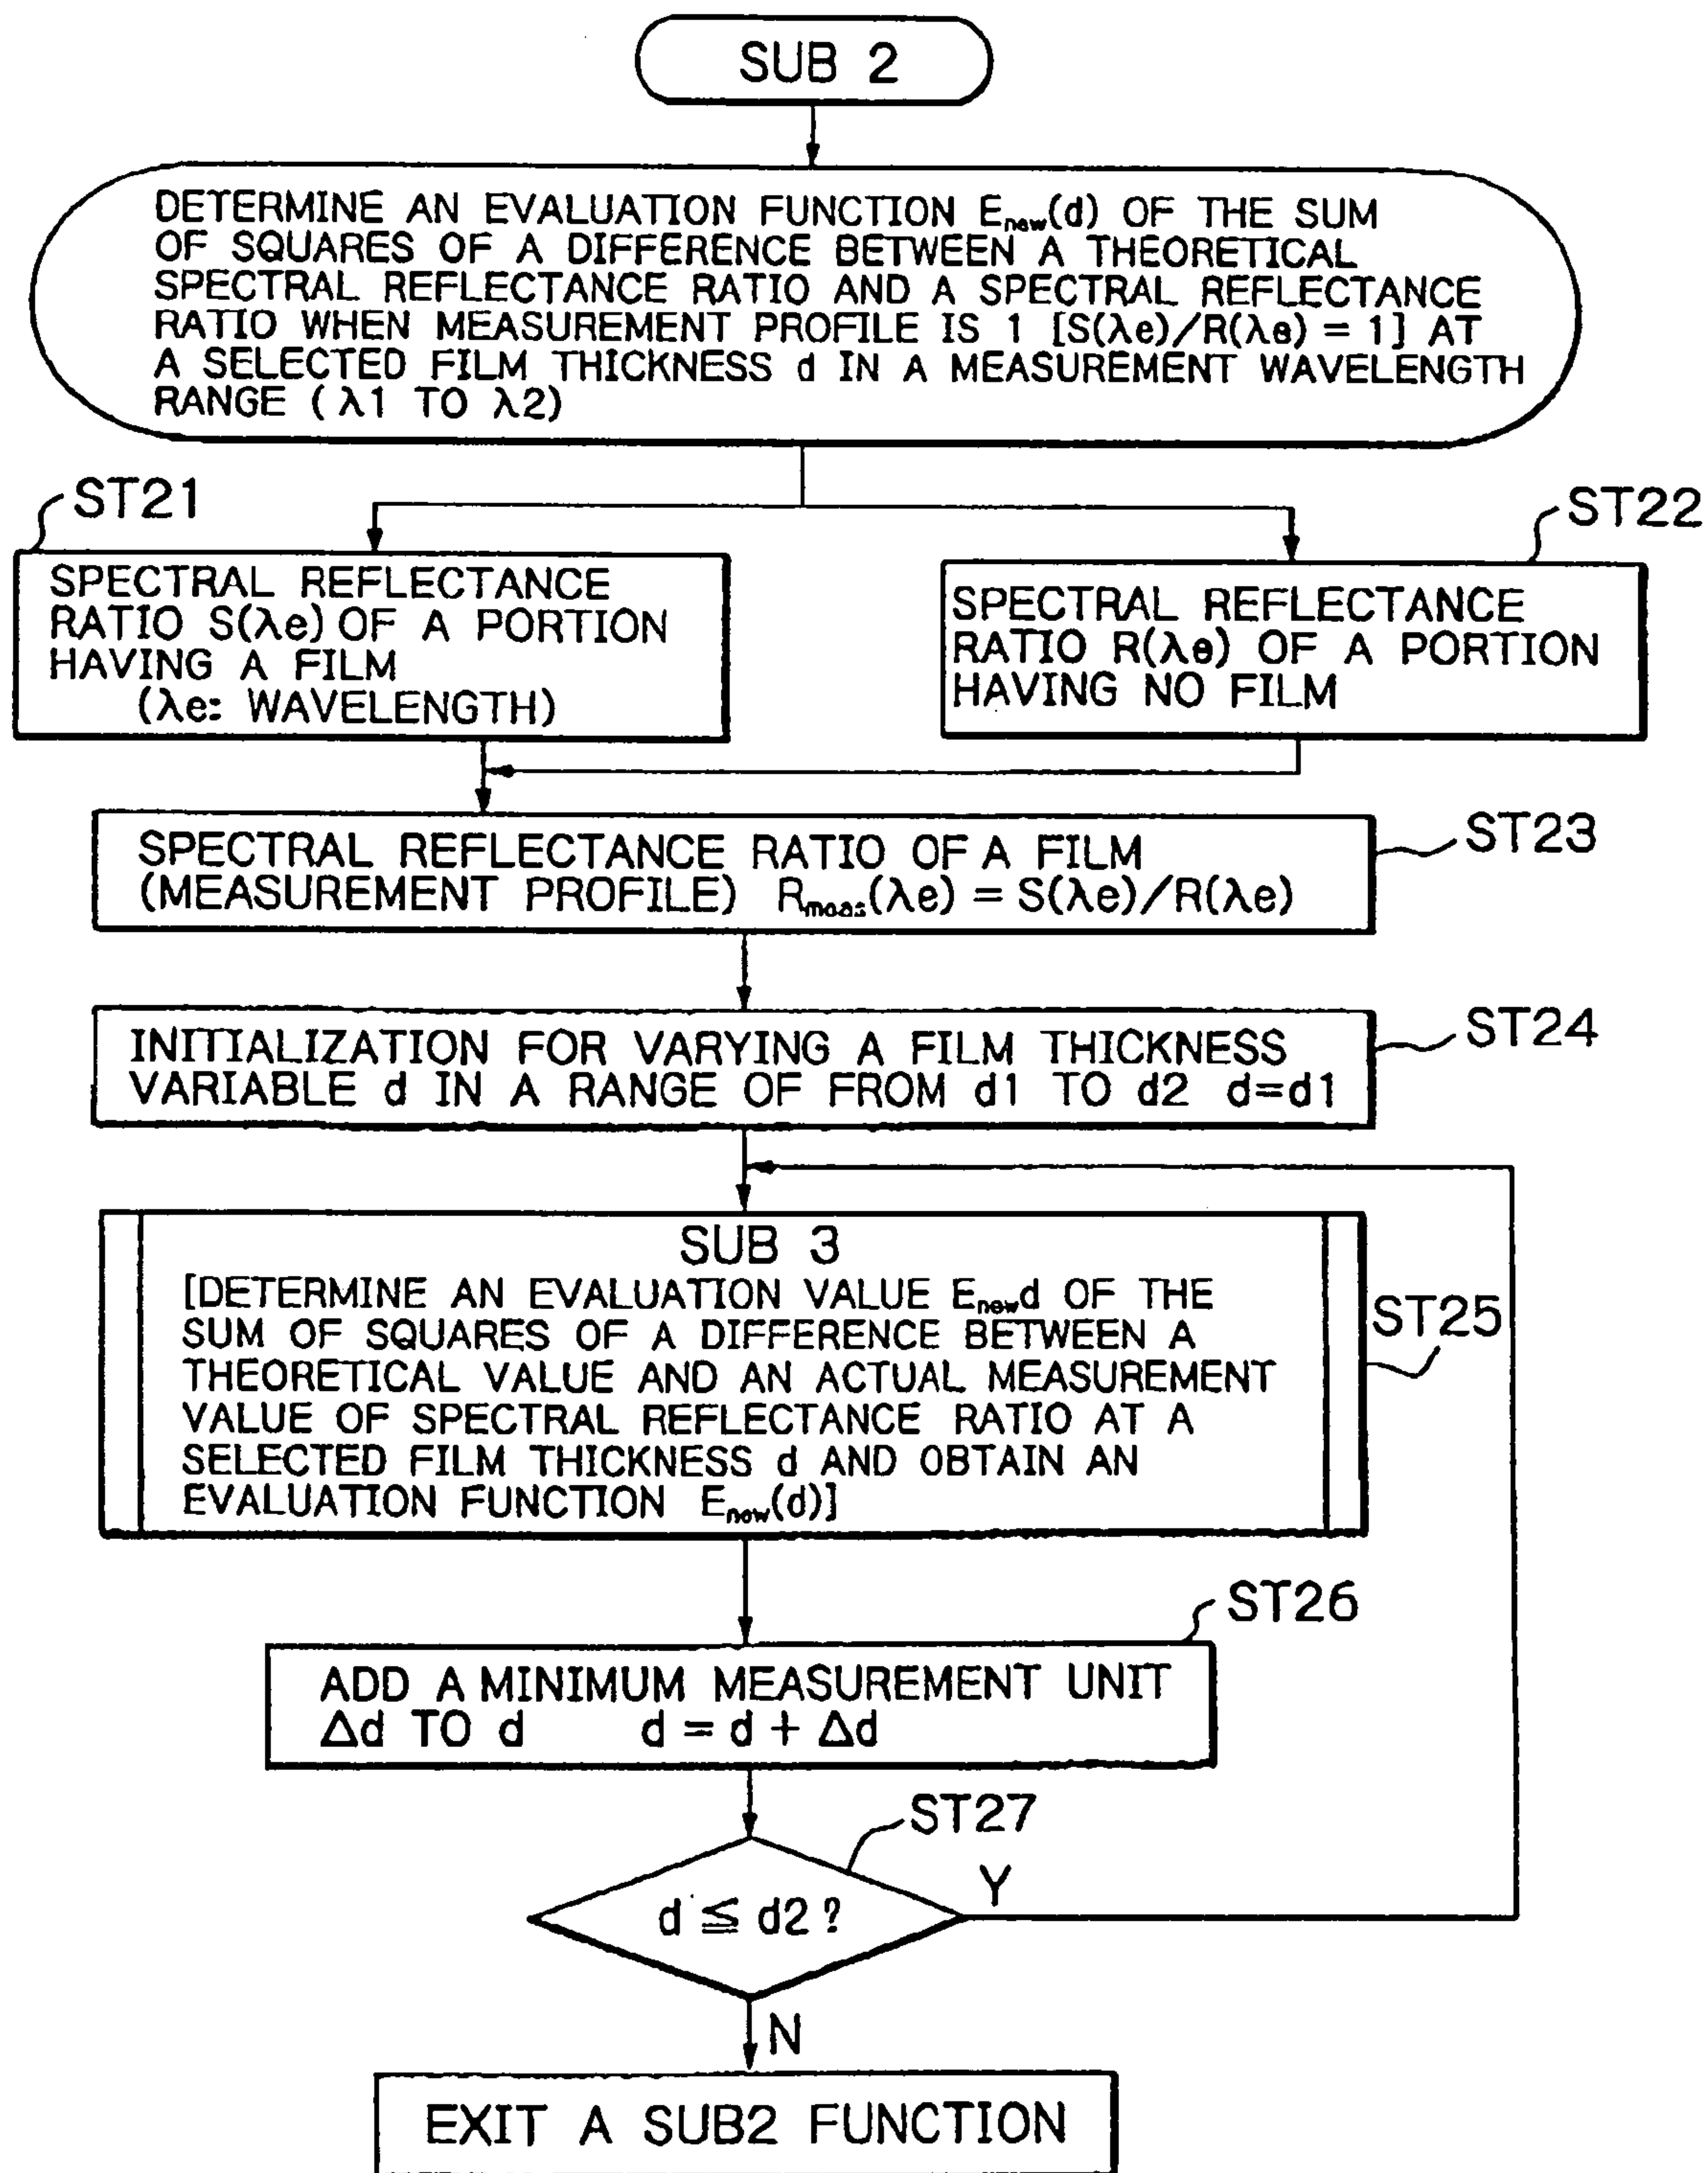 SUB 2
DETERMINE AN EVALUATION FUNCTION Enew(d) OF THE SUM
OF SQUARES OF A DIFFERENCE BETWEEN A THEORETICAL
SPECTRAL REFLECTANCE RATIO AND A SPECTRAL REFLECTANCE
RATIO WHEN MEASUREMENT PROFILE IS 1 [S(λe)/R(λe) = 1] AT
A SELECTED FILM THICKNESS d IN A MEASUREMENT WAVELENGTH
RANGE (λ1 TO λ2)
ST21
SPECTRAL REFLECTANCE
RATIO S(λe) OF A PORTION
HAVING A FILM
(λe: WAVELENGTH)
ST22
SPECTRAL REFLECTANCE
RATIO R(λe) OF A PORTION
HAVING NO FILM
SPECTRAL REFLECTANCE RATIO OF A FILM
(MEASUREMENT PROFILE) Rmeas(λe) = S(λe)/R(λe)
ST23
INITIALIZATION FOR VARYING A FILM THICKNESS
VARIABLE d IN A RANGE OF FROM d1 TO d2 d=d1
ST24
SUB 3
[DETERMINE AN EVALUATION VALUE Enewd OF THE
SUM OF SQUARES OF A DIFFERENCE BETWEEN A
THEORETICAL VALUE AND AN ACTUAL MEASUREMENT
VALUE OF SPECTRAL REFLECTANCE RATIO AT A
SELECTED FILM THICKNESS d AND OBTAIN AN
EVALUATION FUNCTION Enew(d)]
ST25
ST26
ADD A MINIMUM MEASUREMENT UNIT
Δd TO d d = d + Δd
ST27
d ≦ d2 ?
Y
N
EXIT A SUB2 FUNCTION